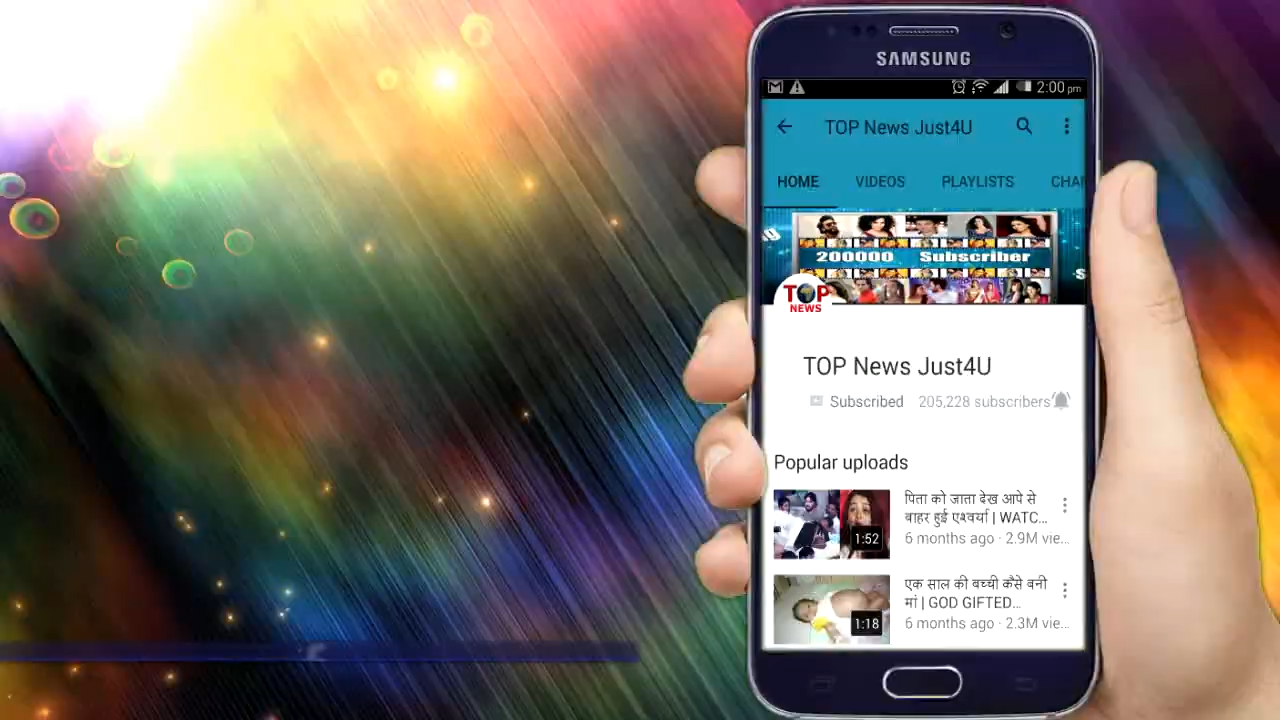 SAMSUNG
2:00 pm
TOP News Just4U
HOME VIDEOS PLAYLISTS CHA
200000 Subscriber
TOP
NEWS
TOP News Just4U
Subscribed 205,228 subscribers
Popular uploads
पिता को जाता देख आपे से
बाहर हुई एश्वर्या | WATC...
1:52
6 months ago · 2.9M vie...
एक साल की बच्ची कैसे बनी
मां | GOD GIFTED...
1:18
6 months ago · 2.3M vie...